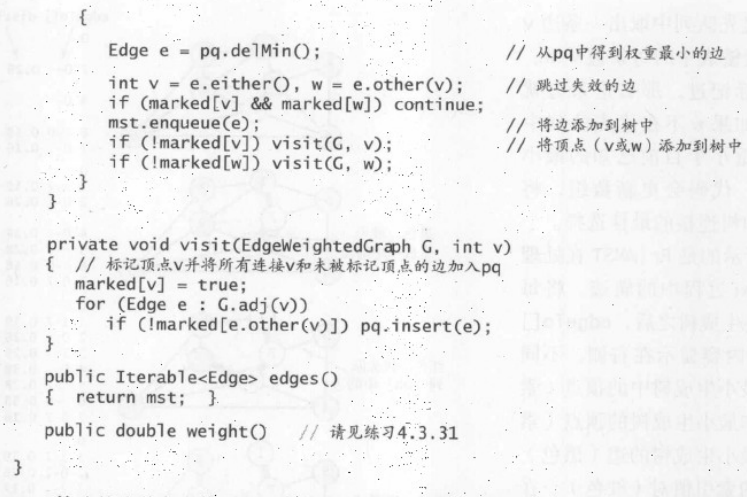 {
Edge e = pq.delMin(); // 从pq中得到权重最小的边
int v = e.either(), w = e.other(v); // 跳过失效的边
if (marked[v] && marked[w]) continue;
mst.enqueue(e); // 将边添加到树中
if (!marked[v]) visit(G, v); // 将顶点（v或w）添加到树中
if (!marked[w]) visit(G, w);
}
}
private void visit(EdgeWeightedGraph G, int v)
{ // 标记顶点v并将所有连接v和未被标记顶点的边加入pq
marked[v] = true;
for (Edge e : G.adj(v))
if (!marked[e.other(v)]) pq.insert(e);
}
public Iterable<Edge> edges()
{ return mst; }
public double weight() // 请见练习4.3.31
}